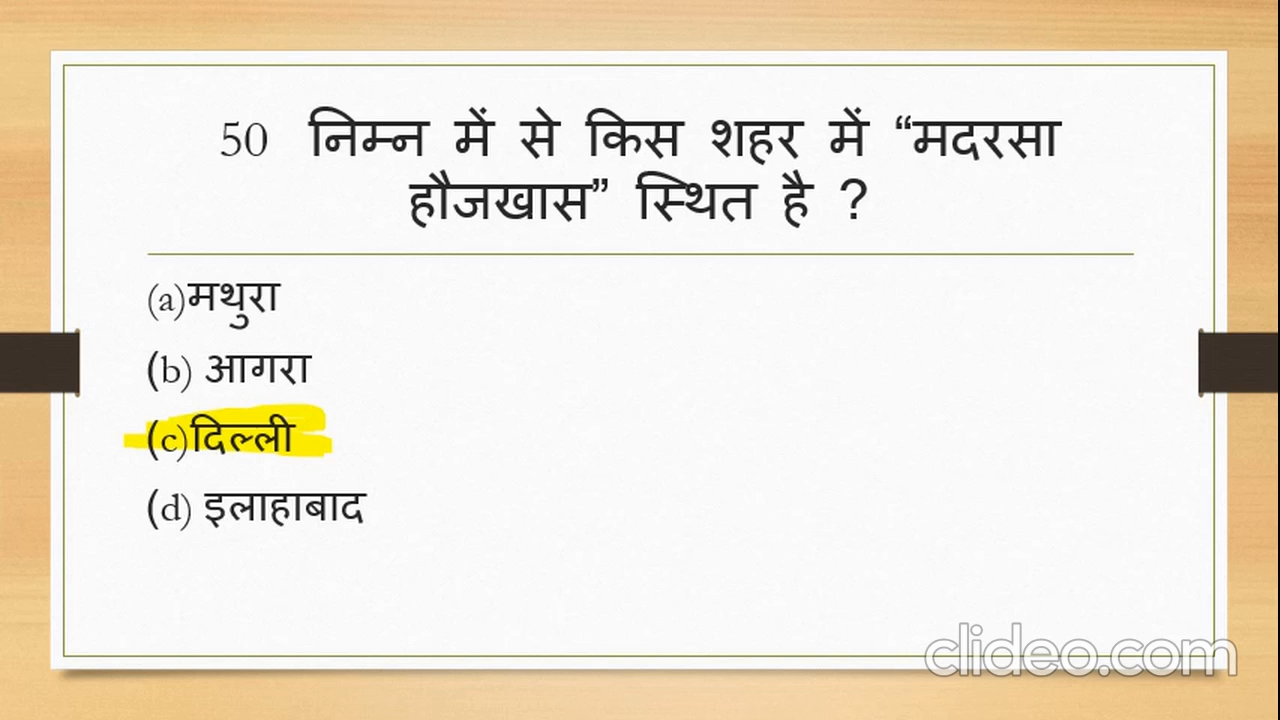 50 निम्न में से किस शहर में “मदरसा
हौजखास” स्थित है ?
(a)मथुरा
(b) आगरा
(c)दिल्ली
(d) इलाहाबाद
clideo.com